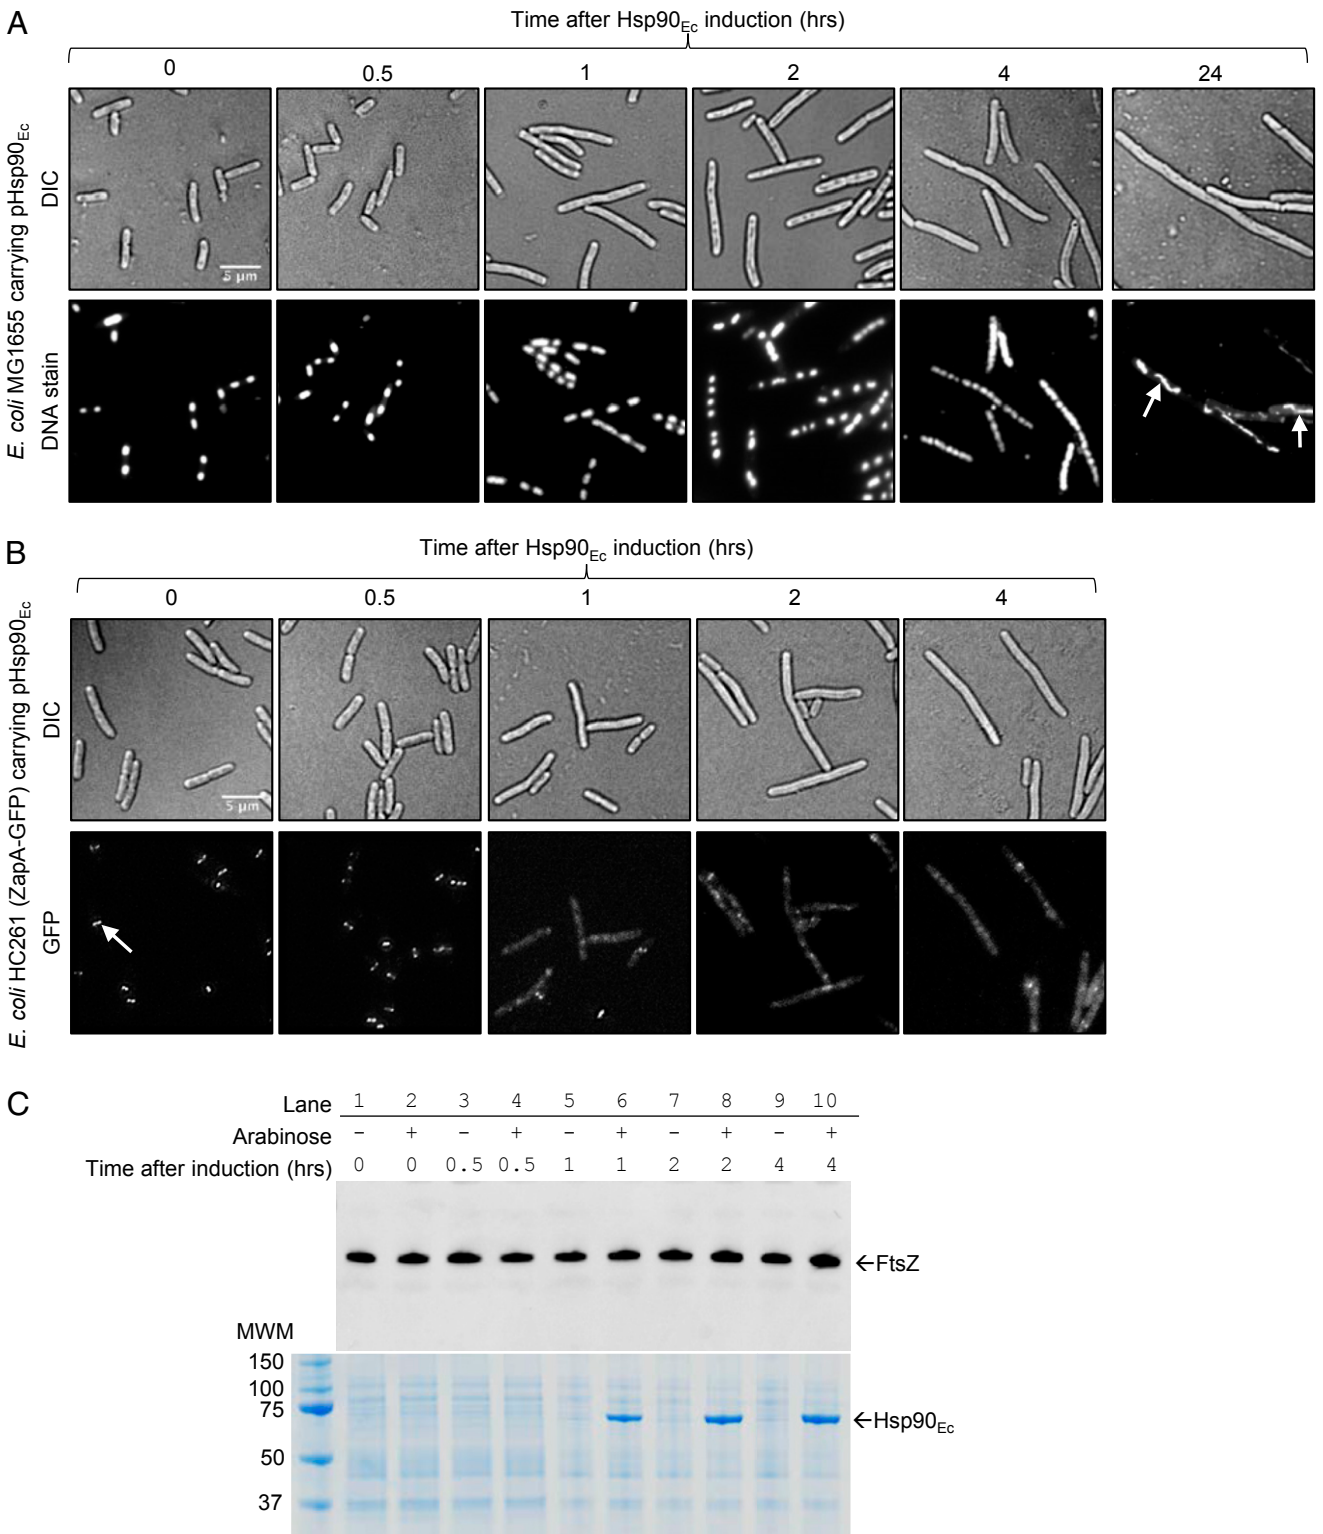 A
Time after Hsp90Ec induction (hrs)
0 0.5 1 2 4 24
E. coli MG1655 carrying pHsp90Ec
DIC
5 µm
DNA stain
B
Time after Hsp90Ec induction (hrs)
0 0.5 1 2 4
E. coli HC261 (ZapA-GFP) carrying pHsp90Ec
DIC
5 µm
GFP
C
Lane 1 2 3 4 5 6 7 8 9 10
Arabinose - + - + - + - + - +
Time after induction (hrs) 0 0 0.5 0.5 1 1 2 2 4 4
←FtsZ
MWM
150
100
75
←Hsp90Ec
50
37